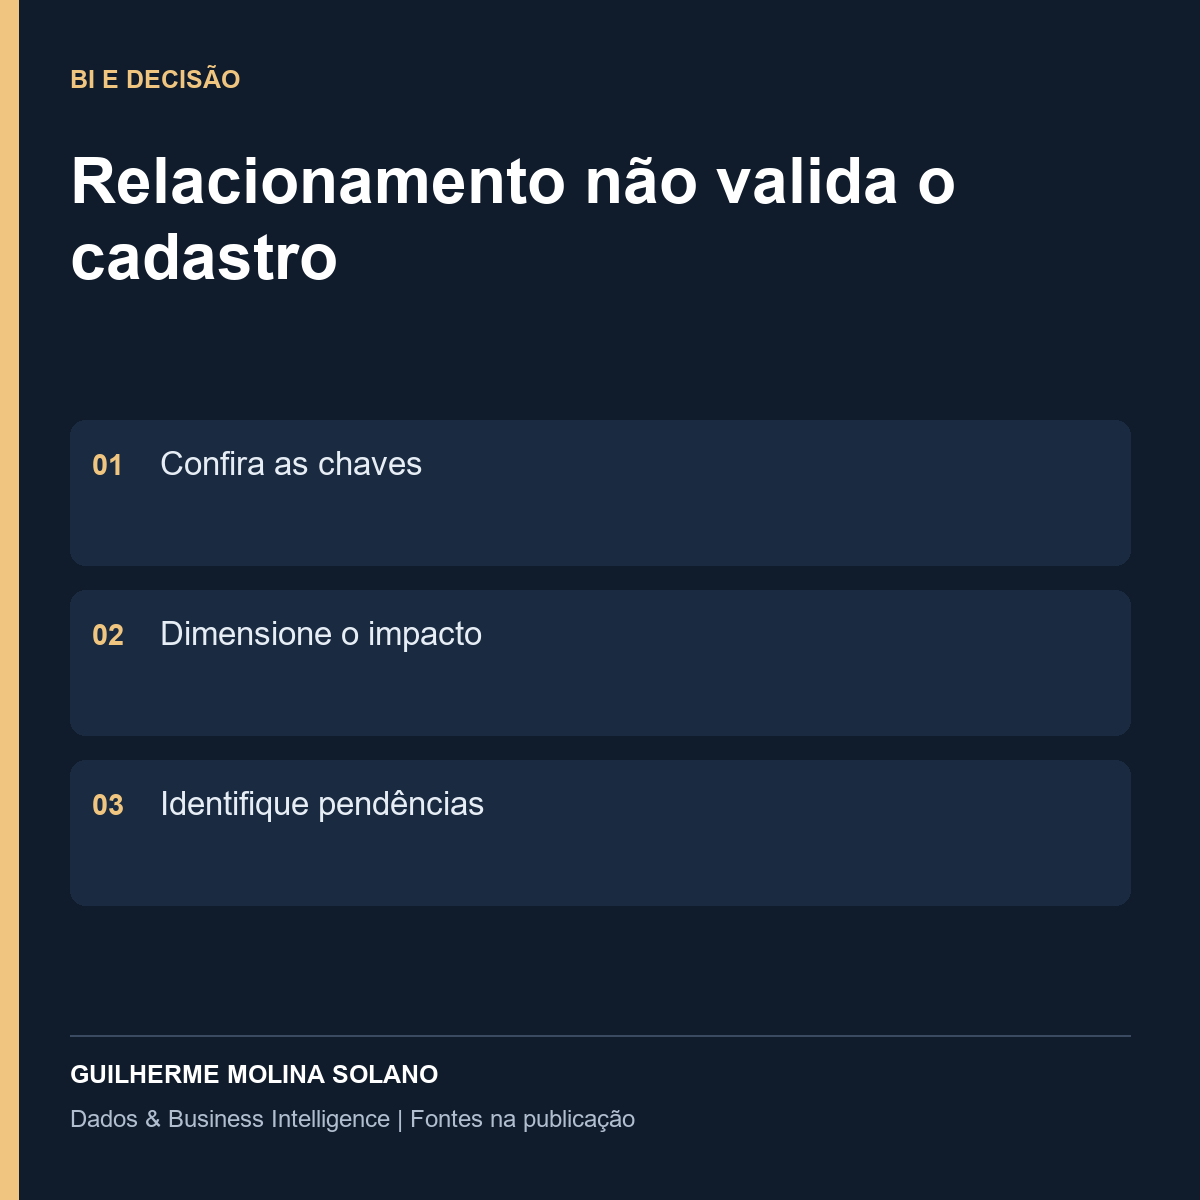 BI E DECISÃO
Relacionamento não valida o
cadastro
01 Confira as chaves
02 Dimensione o impacto
03 Identifique pendências
GUILHERME MOLINA SOLANO
Dados & Business Intelligence | Fontes na publicação